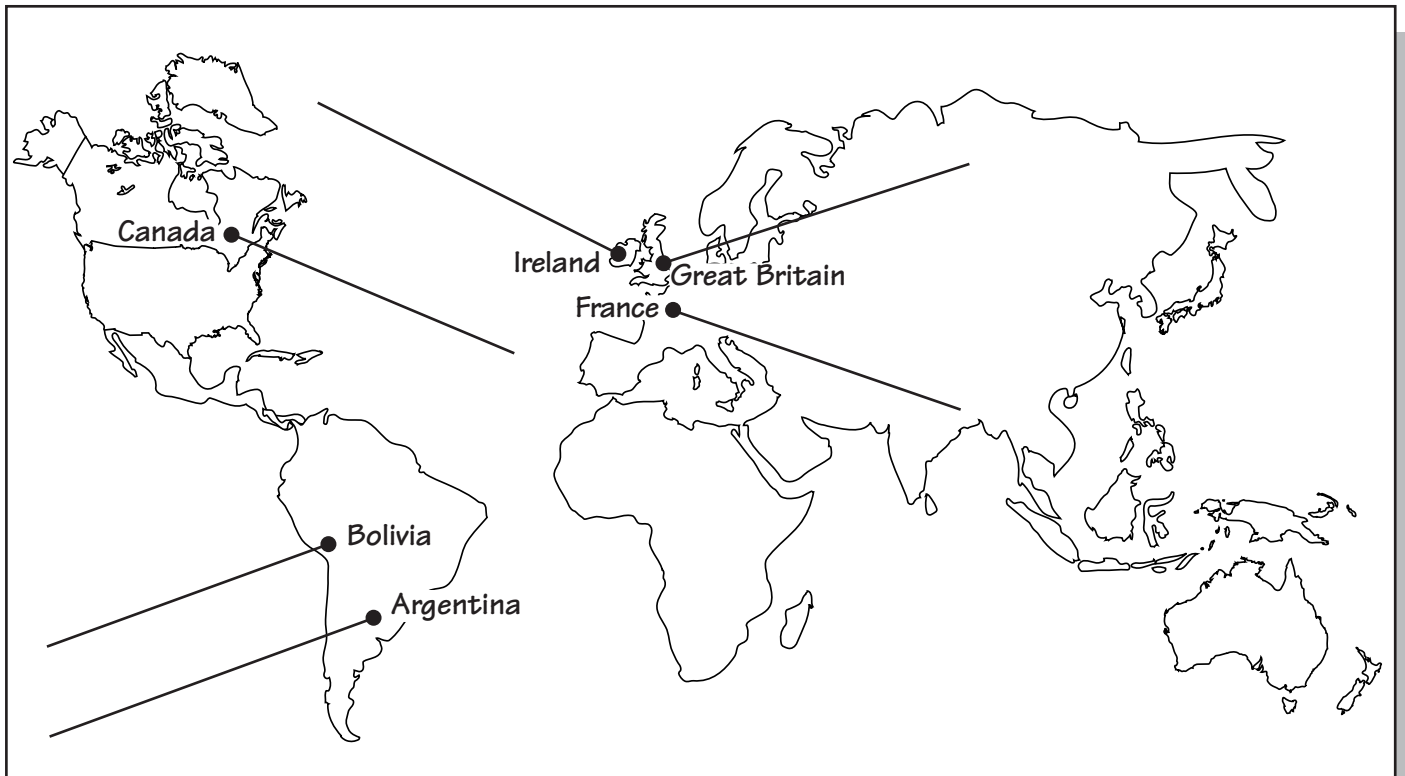 Canada
Ireland
Great Britain
France
Bolivia
Argentina